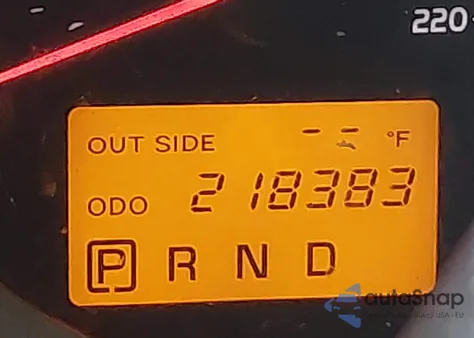 220
OUT SIDE -- °F
ODO 218383
P R N D
autoSnap